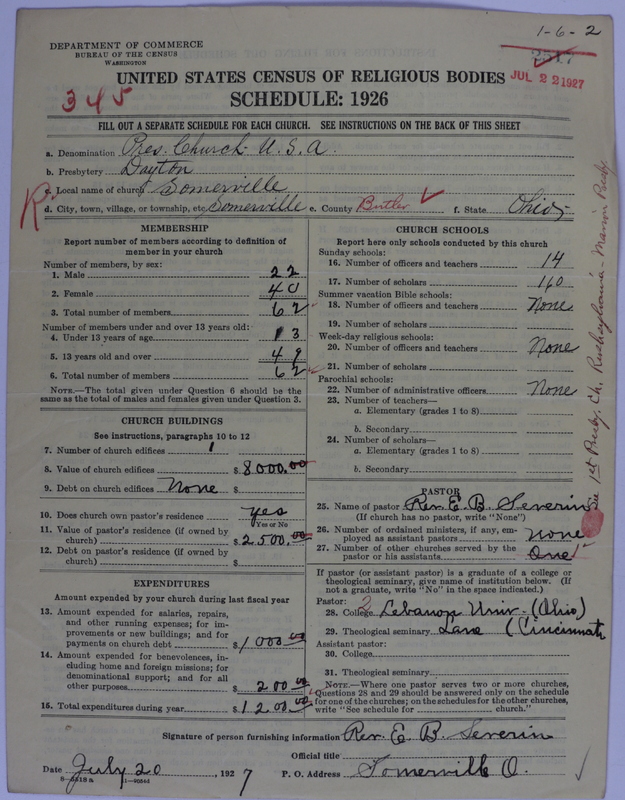 1-6-2
DEPARTMENT OF COMMERCE
BUREAU OF THE CENSUS
WASHINGTON
2517
JUL 22 1927
345
UNITED STATES CENSUS OF RELIGIOUS BODIES
SCHEDULE: 1926
FILL OUT A SEPARATE SCHEDULE FOR EACH CHURCH. SEE INSTRUCTIONS ON THE BACK OF THIS SHEET
a. Denomination Pres. Church U.S.A.
b. Presbytery Dayton
c. Local name of church Somerville
R
d. City, town, village, or township, etc. Somerville e. County Butler f. State Ohio
MEMBERSHIP
Report number of members according to definition of
member in your church
Number of members, by sex:
1. Male 22
2. Female 40
3. Total number of members 62
Number of members under and over 13 years old:
4. Under 13 years of age 13
5. 13 years old and over 49
6. Total number of members 62
NOTE.—The total given under Question 6 should be the
same as the total of males and females given under Question 3.
CHURCH BUILDINGS
See instructions, paragraphs 10 to 12
7. Number of church edifices 1
8. Value of church edifices $ 8000.00
9. Debt on church edifices None $
10. Does church own pastor's residence yes
Yes or No
11. Value of pastor's residence (if owned by
church) $ 2500.00
12. Debt on pastor's residence (if owned by
church) $
EXPENDITURES
Amount expended by your church during last fiscal year
13. Amount expended for salaries, repairs,
and other running expenses; for im-
provements or new buildings; and for
payments on church debt $ 1000.00
14. Amount expended for benevolences, in-
cluding home and foreign missions; for
denominational support; and for all
other purposes $ 200.00
15. Total expenditures during year $ 1200.00
CHURCH SCHOOLS
Report here only schools conducted by this church
Sunday schools:
16. Number of officers and teachers 14
17. Number of scholars 160
Summer vacation Bible schools:
18. Number of officers and teachers None
19. Number of scholars
Week-day religious schools:
20. Number of officers and teachers None
21. Number of scholars
Parochial schools:
22. Number of administrative officers None
23. Number of teachers—
a. Elementary (grades 1 to 8)
b. Secondary
24. Number of scholars—
a. Elementary (grades 1 to 8)
b. Secondary
PASTOR
25. Name of pastor Rev. E. B. Severin
(If church has no pastor, write "None")
26. Number of ordained ministers, if any, em-
ployed as assistant pastors none
27. Number of other churches served by the
pastor or his assistants One
If pastor (or assistant pastor) is a graduate of a college or
theological seminary, give name of institution below. (If
not a graduate, write "No" in the space indicated.)
Pastor:
28. College 2 Lebanon Univ. (Ohio)
29. Theological seminary Lane (Cincinnati
Assistant pastor:
30. College
31. Theological seminary
NOTE.—Where one pastor serves two or more churches,
Questions 28 and 29 should be answered only on the schedule
for one of the churches; on the schedules for the other churches,
write "See schedule for church."
See 1st Presby. Ch. Rushsylvania. Marion Presby.
Signature of person furnishing information Rev. E. B. Severin
Official title
Date July 20, 1927 P. O. Address Somerville O.